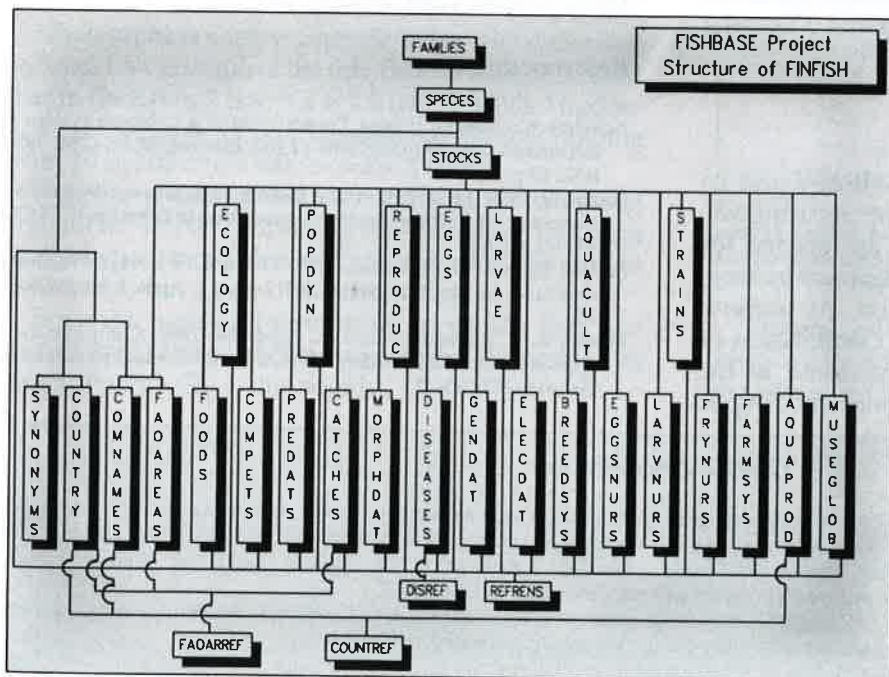 FISHBASE Project
Structure of FINFISH
FAMILIES
SPECIES
STOCKS
ECOLOGY
POPDYN
REPRODUC
EGGS
LARVAE
AQUACULT
STRAINS
SYNONYMS
COUNTRY
COMNAMES
FAOAREAS
FOODS
COMPETS
PREDATS
CATCHES
MORPHDAT
DISEASES
GENDAT
ELECDAT
BREEDSYS
EGGSNURS
LARVNURS
FRYNURS
FARMSYS
AQUAPROD
MUSEGLOB
DISREF
REFRENS
FAOARREF
COUNTREF